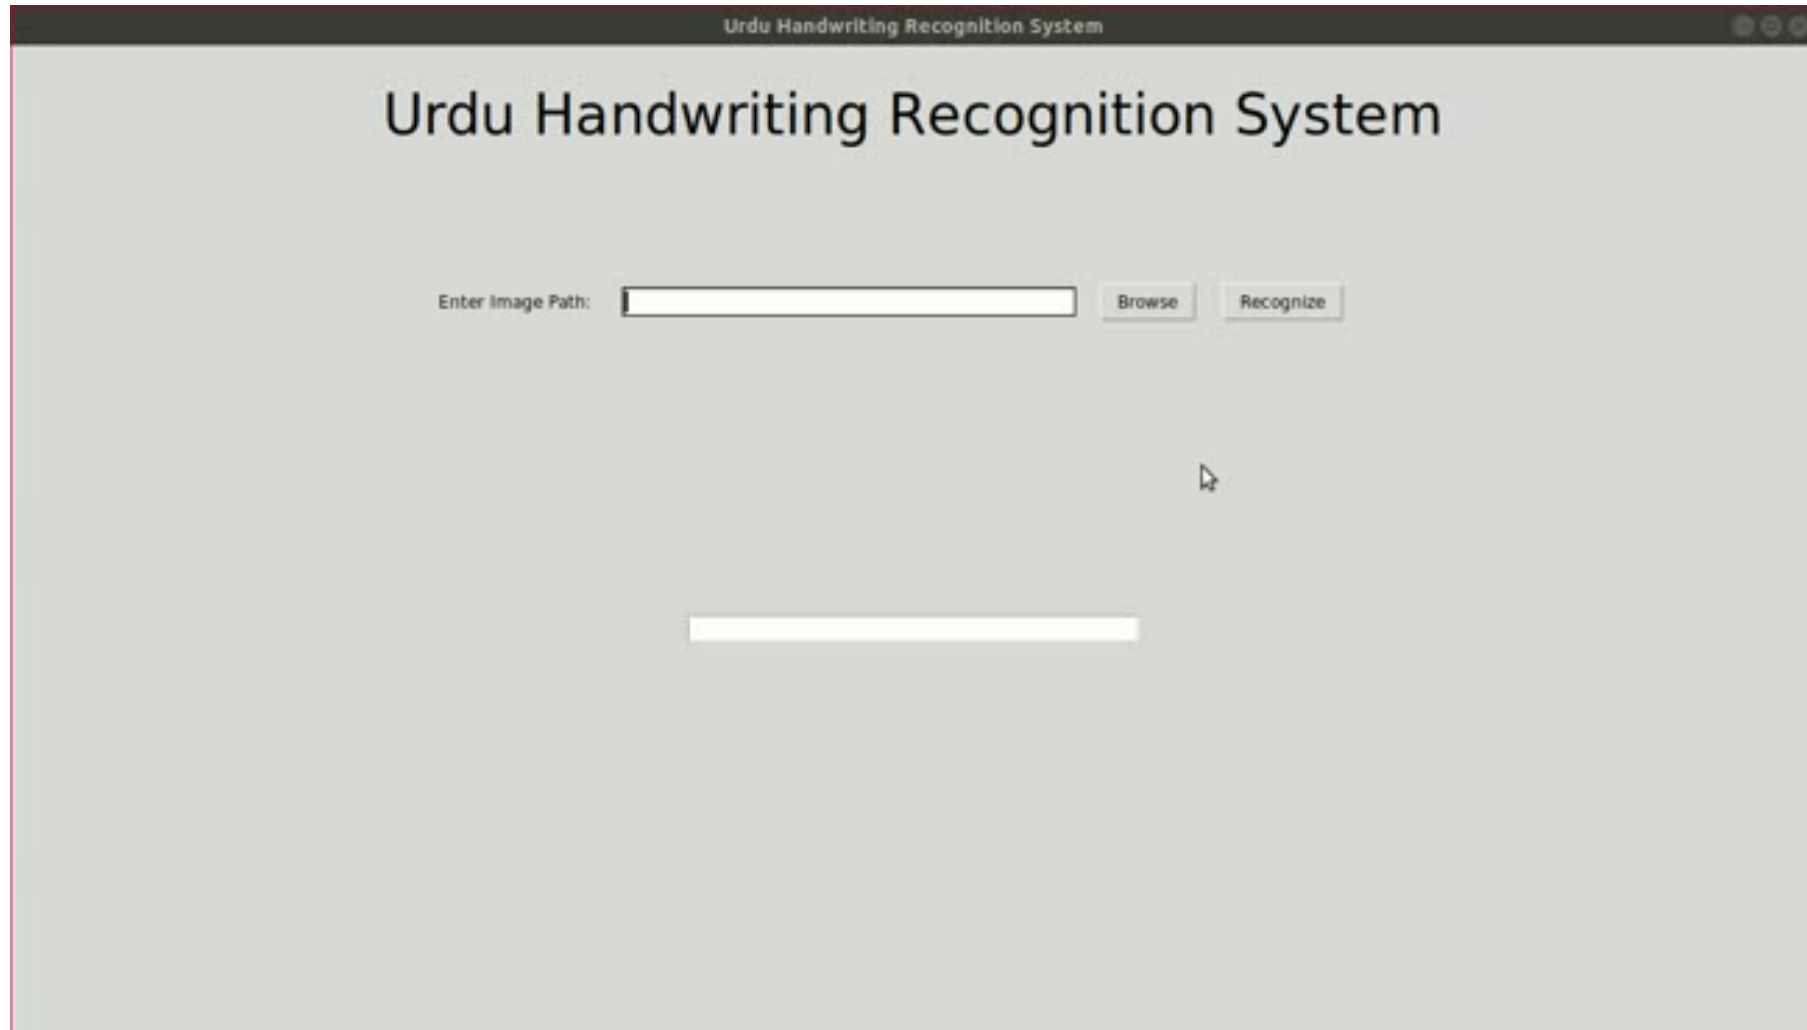 Urdu Handwriting Recognition System
Urdu Handwriting Recognition System
Enter Image Path: Browse Recognize